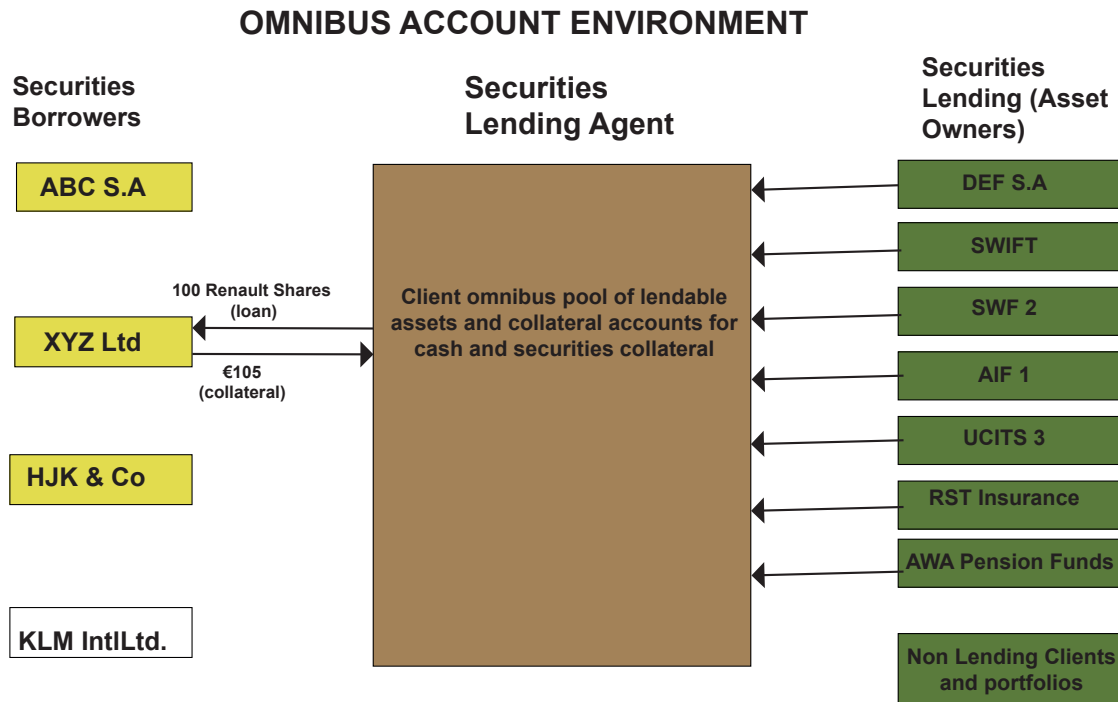 OMNIBUS ACCOUNT ENVIRONMENT
Securities
Borrowers
Securities
Lending Agent
Securities
Lending (Asset
Owners)
ABC S.A
XYZ Ltd
HJK & Co
KLM IntlLtd.
100 Renault Shares
(loan)
€105
(collateral)
Client omnibus pool of lendable
assets and collateral accounts for
cash and securities collateral
DEF S.A
SWIFT
SWF 2
AIF 1
UCITS 3
RST Insurance
AWA Pension Funds
Non Lending Clients
and portfolios